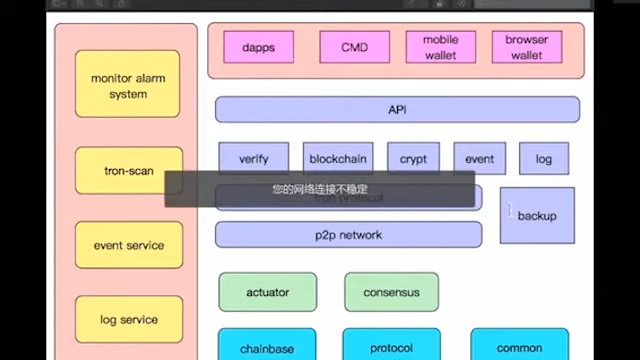 dapps
CMD
mobile
wallet
browser
wallet
monitor alarm
system
API
verify
blockchain
crypt
event
log
tron-scan
您的网络连接不稳定
tron protocol
backup
p2p network
event service
actuator
consensus
log service
chainbase
protocol
common